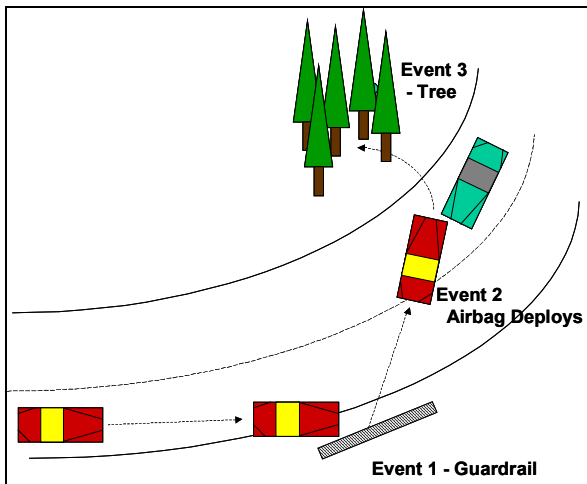 Event 3
- Tree
Event 2
Airbag Deploys
Event 1 - Guardrail